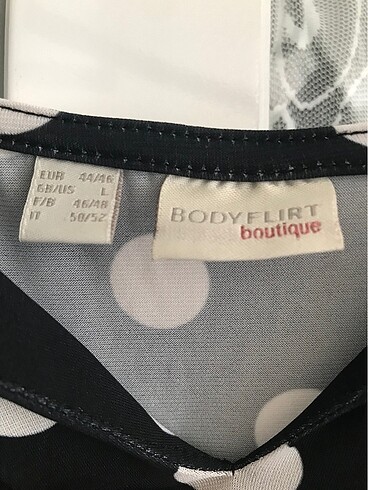 EUR 44/46
GB/US L
F/B 46/48
IT 50/52
BODYFLIRT
boutique